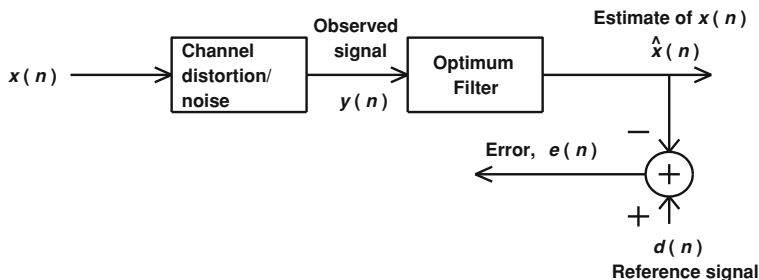 Estimate of x(n)
x̂(n)
Observed
signal
y(n)
x(n)
Channel
distortion/
noise
Optimum
Filter
−
Error, e(n)
+
+
d(n)
Reference signal